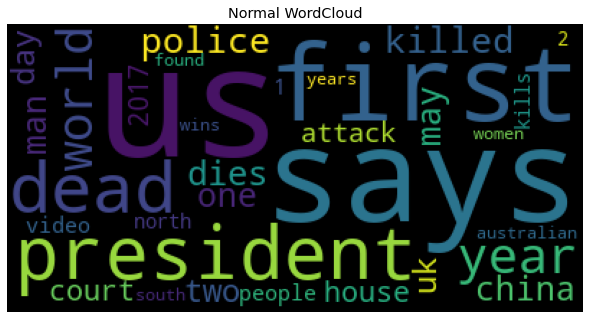 Normal WordCloud
man day
world
us
police
found
2017
wins
first
killed
2
1
years
attack
may
kills
women
dead
dies
one
says
video
north
president
uk
year
australian
court
south
two
people
house
china